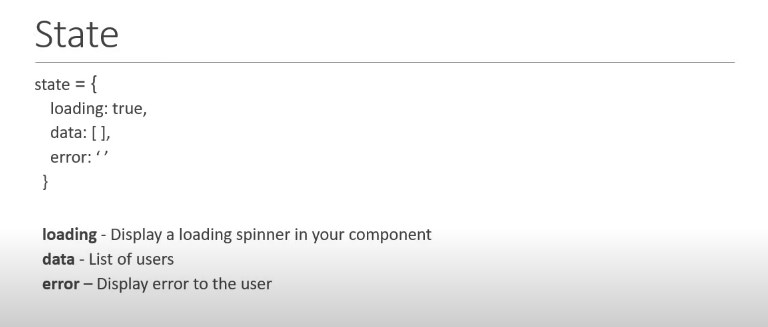 State
state = {
loading: true,
data: [ ],
error: ‘ ’
}
loading - Display a loading spinner in your component
data - List of users
error – Display error to the user